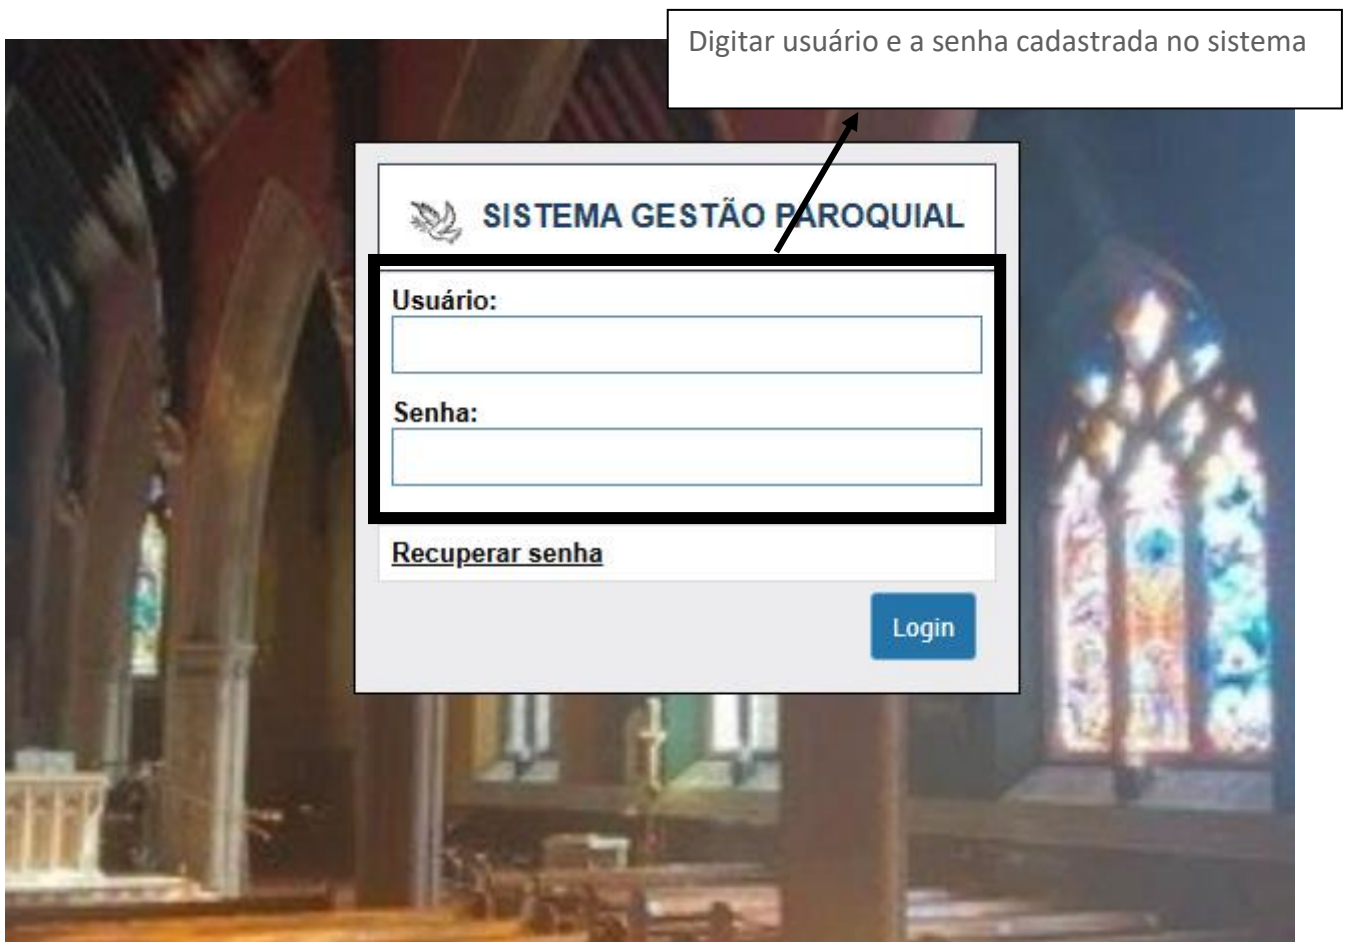 Digitar usuário e a senha cadastrada no sistema
SISTEMA GESTÃO PAROQUIAL
Usuário:
Senha:
Recuperar senha
Login